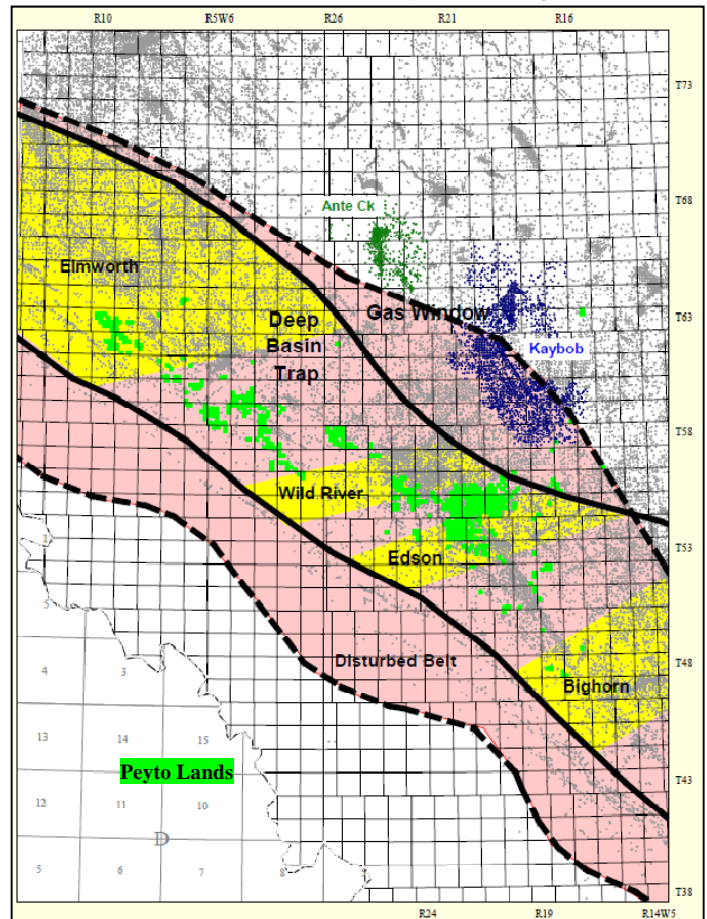 R10 R5W6 R26 R21 R16
T73
T68
Ante Ck
Elmworth
Gas Window
T63
Deep
Basin
Trap
Kaybob
T58
Wild River
T53
Edson
1
5
Disturbed Belt
T48
4 3
Bighorn
13 14 15
Peyto Lands
T43
12 11 10
D
5 6 7 8
T38
R24 R19 R14W5